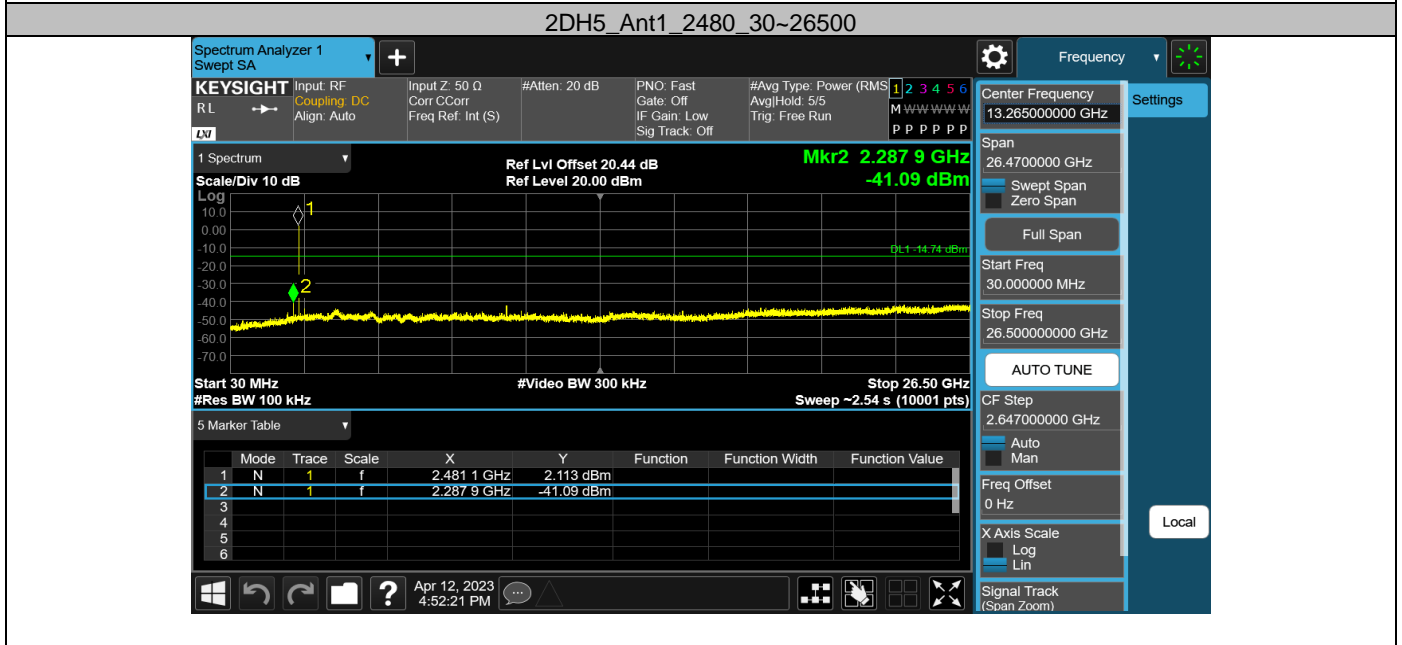 2DH5_Ant1_2480_30~26500
Spectrum Analyzer 1
Swept SA
+
Frequency
KEYSIGHT
RL
LXI
Input: RF
Coupling: DC
Align: Auto
Input Z: 50 Ω
Corr CCorr
Freq Ref: Int (S)
#Atten: 20 dB
PNO: Fast
Gate: Off
IF Gain: Low
Sig Track: Off
#Avg Type: Power (RMS
Avg|Hold: 5/5
Trig: Free Run
1 2 3 4 5 6
M W W W W W
P P P P P P
1 Spectrum
Scale/Div 10 dB
Ref Lvl Offset 20.44 dB
Ref Level 20.00 dBm
Mkr2 2.287 9 GHz
-41.09 dBm
Log
10.0
0.00
-10.0
-20.0
-30.0
-40.0
-50.0
-60.0
-70.0
1
2
DL1 -14.74 dBm
Start 30 MHz
#Res BW 100 kHz
#Video BW 300 kHz
Stop 26.50 GHz
Sweep ~2.54 s (10001 pts)
5 Marker Table
Mode Trace Scale X Y Function Function Width Function Value
1 N 1 f 2.481 1 GHz 2.113 dBm
2 N 1 f 2.287 9 GHz -41.09 dBm
3
4
5
6
Center Frequency
13.265000000 GHz
Settings
Span
26.4700000 GHz
Swept Span
Zero Span
Full Span
Start Freq
30.000000 MHz
Stop Freq
26.500000000 GHz
AUTO TUNE
CF Step
2.647000000 GHz
Auto
Man
Freq Offset
0 Hz
X Axis Scale
Log
Lin
Signal Track
(Span Zoom)
Local
?
Apr 12, 2023
4:52:21 PM